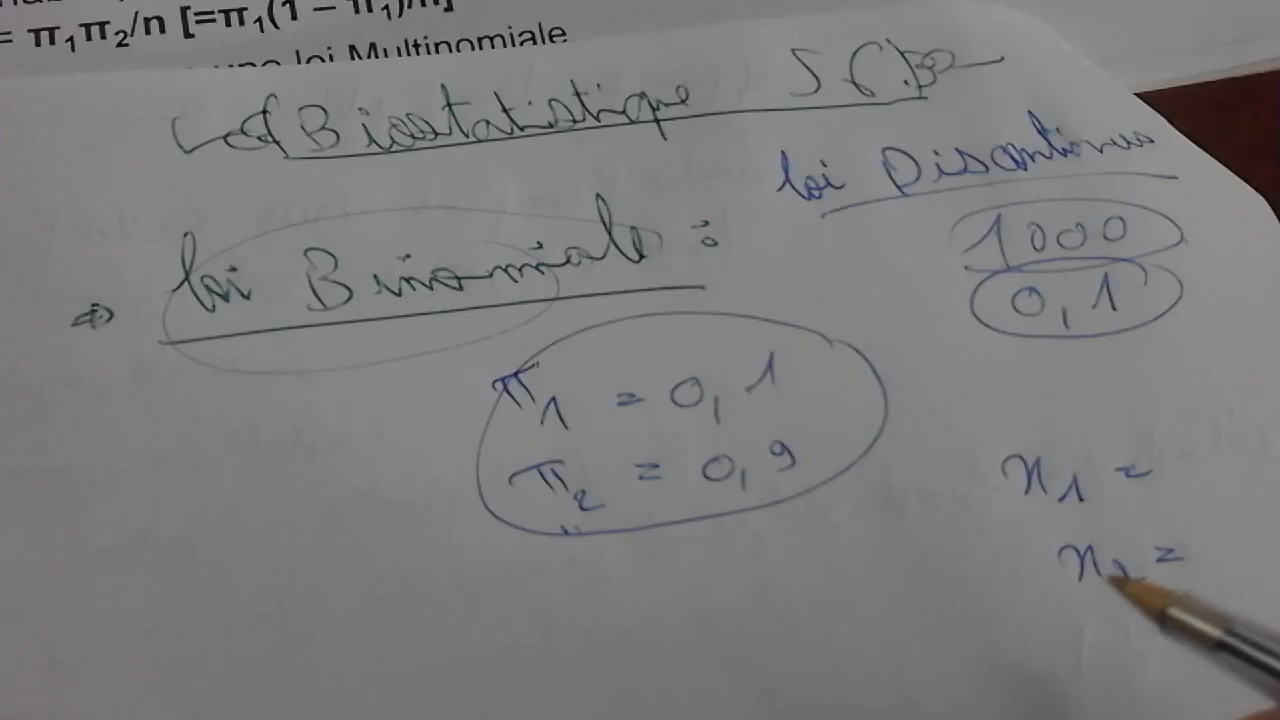 = π₁π₂/n [=π₁(1 – π₁)/n]
loi Multinomiale
Biostatistique
loi Discontinus
loi Binomiale :
1000
0,1
π₁ = 0,1
π₂ = 0,9
n₁ =
n₂ =